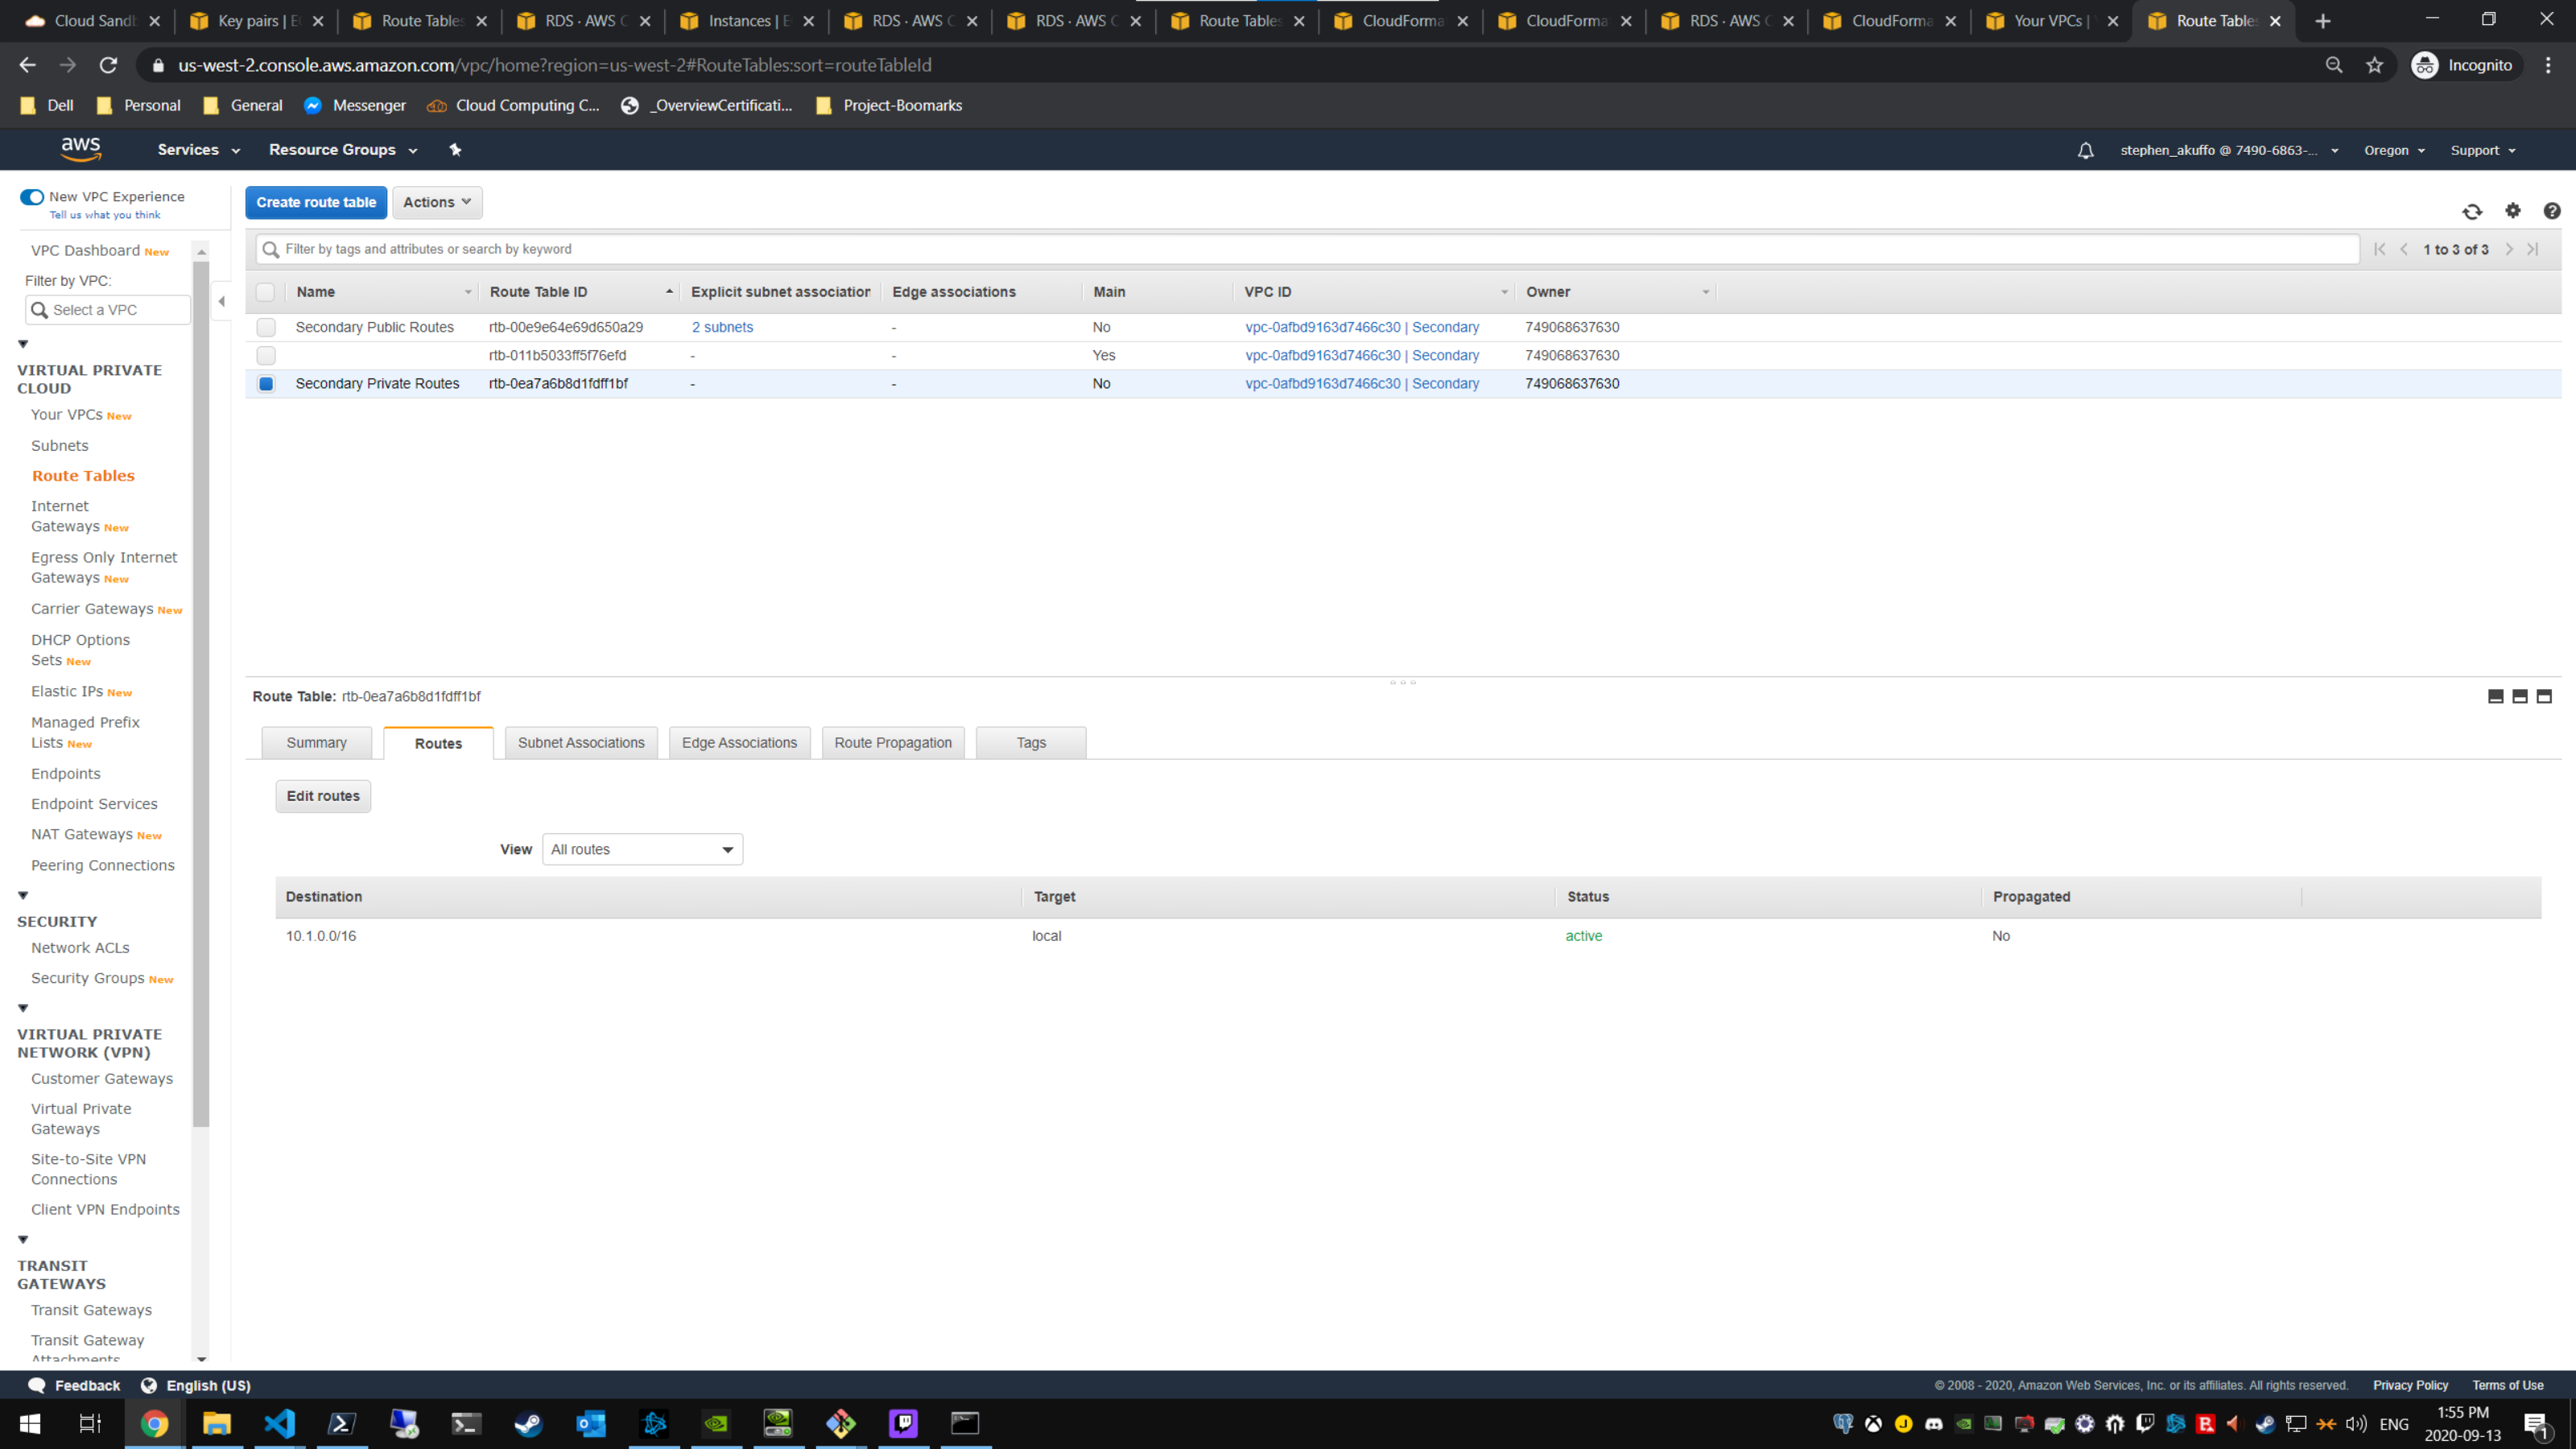 Cloud Sandb
Key pairs | E
Route Tables
RDS · AWS C
Instances | E
RDS · AWS C
RDS · AWS C
Route Tables
CloudForma
CloudForma
RDS · AWS C
CloudForma
Your VPCs |
Route Tables
us-west-2.console.aws.amazon.com/vpc/home?region=us-west-2#RouteTables:sort=routeTableId
Incognito
Dell Personal General Messenger Cloud Computing C... _OverviewCertificati... Project-Boomarks
aws Services Resource Groups stephen_akuffo @ 7490-6863-... Oregon Support
New VPC Experience
Tell us what you think
VPC Dashboard New
Filter by VPC:
Select a VPC
VIRTUAL PRIVATE
CLOUD
Your VPCs New
Subnets
Route Tables
Internet
Gateways New
Egress Only Internet
Gateways New
Carrier Gateways New
DHCP Options
Sets New
Elastic IPs New
Managed Prefix
Lists New
Endpoints
Endpoint Services
NAT Gateways New
Peering Connections
SECURITY
Network ACLs
Security Groups New
VIRTUAL PRIVATE
NETWORK (VPN)
Customer Gateways
Virtual Private
Gateways
Site-to-Site VPN
Connections
Client VPN Endpoints
TRANSIT
GATEWAYS
Transit Gateways
Transit Gateway
Attachments
Create route table Actions
Filter by tags and attributes or search by keyword
1 to 3 of 3
Name Route Table ID Explicit subnet association Edge associations Main VPC ID Owner
Secondary Public Routes rtb-00e9e64e69d650a29 2 subnets - No vpc-0afbd9163d7466c30 | Secondary 749068637630
rtb-011b5033ff5f76efd - - Yes vpc-0afbd9163d7466c30 | Secondary 749068637630
Secondary Private Routes rtb-0ea7a6b8d1fdff1bf - - No vpc-0afbd9163d7466c30 | Secondary 749068637630
Route Table: rtb-0ea7a6b8d1fdff1bf
Summary Routes Subnet Associations Edge Associations Route Propagation Tags
Edit routes
View All routes
Destination Target Status Propagated
10.1.0.0/16 local active No
Feedback English (US)
© 2008 - 2020, Amazon Web Services, Inc. or its affiliates. All rights reserved. Privacy Policy Terms of Use
ENG
1:55 PM
2020-09-13
1